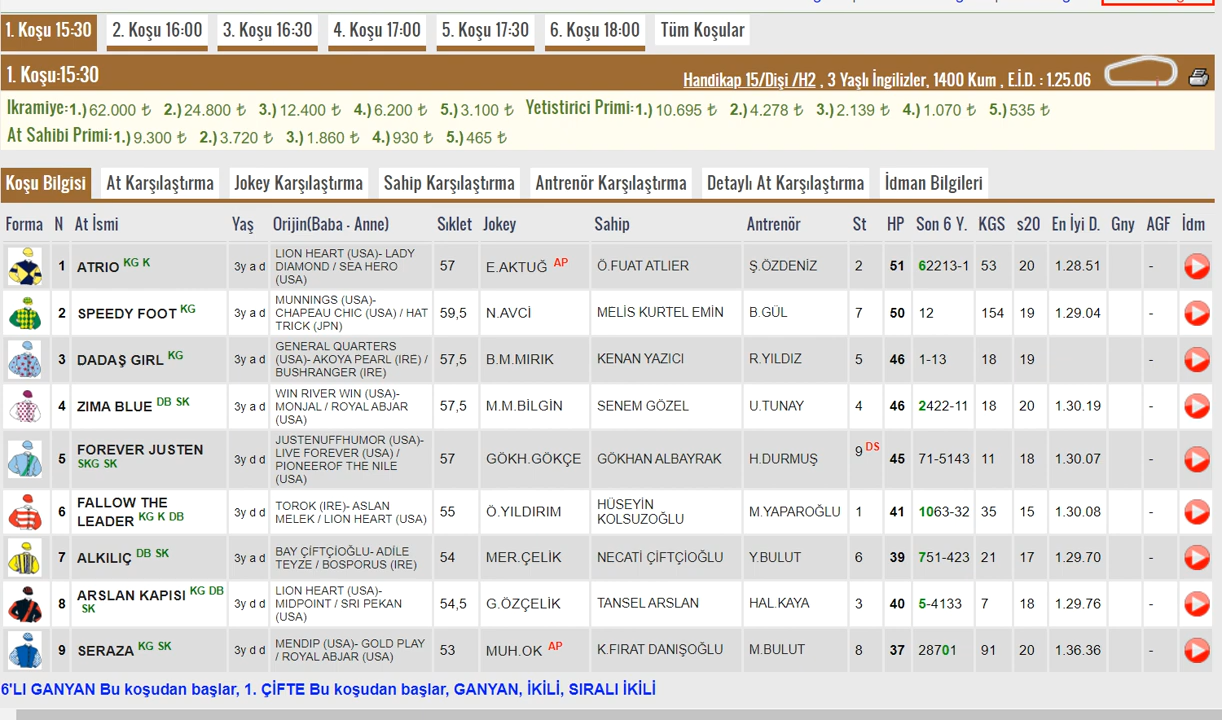 1. Koşu 15:30 2. Koşu 16:00 3. Koşu 16:30 4. Koşu 17:00 5. Koşu 17:30 6. Koşu 18:00 Tüm Koşular
1. Koşu:15:30 Handikap 15/Dişi /H2 , 3 Yaşlı İngilizler, 1400 Kum , E.İ.D. : 1.25.06
Ikramiye:1.) 62.000 ₺ 2.) 24.800 ₺ 3.) 12.400 ₺ 4.) 6.200 ₺ 5.) 3.100 ₺ Yetistirici Primi:1.) 10.695 ₺ 2.) 4.278 ₺ 3.) 2.139 ₺ 4.) 1.070 ₺ 5.) 535 ₺
At Sahibi Primi:1.) 9.300 ₺ 2.) 3.720 ₺ 3.) 1.860 ₺ 4.) 930 ₺ 5.) 465 ₺
Koşu Bilgisi At Karşılaştırma Jokey Karşılaştırma Sahip Karşılaştırma Antrenör Karşılaştırma Detaylı At Karşılaştırma İdman Bilgileri
Forma N At İsmi Yaş Orijin(Baba - Anne) Sıklet Jokey Sahip Antrenör St HP Son 6 Y. KGS s20 En İyi D. Gny AGF İdm
1 ATRIO KG K 3y a d LION HEART (USA)- LADY DIAMOND / SEA HERO (USA) 57 E.AKTUĞ AP Ö.FUAT ATLIER Ş.ÖZDENİZ 2 51 62213-1 53 20 1.28.51 -
2 SPEEDY FOOT KG 3y a d MUNNINGS (USA)- CHAPEAU CHIC (USA) / HAT TRICK (JPN) 59,5 N.AVCİ MELİS KURTEL EMİN B.GÜL 7 50 12 154 19 1.29.04 -
3 DADAŞ GIRL KG 3y a d GENERAL QUARTERS (USA)- AKOYA PEARL (IRE) / BUSHRANGER (IRE) 57,5 B.M.MIRIK KENAN YAZICI R.YILDIZ 5 46 1-13 18 19 -
4 ZIMA BLUE DB SK 3y a d WIN RIVER WIN (USA)- MONJAL / ROYAL ABJAR (USA) 57,5 M.M.BİLGİN SENEM GÖZEL U.TUNAY 4 46 2422-11 18 20 1.30.19 -
5 FOREVER JUSTEN SKG SK 3y a d JUSTENUFFHUMOR (USA)- LIVE FOREVER (USA) / PIONEEROF THE NILE (USA) 57 GÖKH.GÖKÇE GÖKHAN ALBAYRAK H.DURMUŞ 9 DS 45 71-5143 11 18 1.30.07 -
6 FALLOW THE LEADER KG K DB 3y d d TOROK (IRE)- ASLAN MELEK / LION HEART (USA) 55 Ö.YILDIRIM HÜSEYİN KOLSUZOĞLU M.YAPAROĞLU 1 41 1063-32 35 15 1.30.08 -
7 ALKILIÇ DB SK 3y a d BAY ÇİFTÇİOĞLU- ADİLE TEYZE / BOSPORUS (IRE) 54 MER.ÇELİK NECATİ ÇİFTÇİOĞLU Y.BULUT 6 39 751-423 21 17 1.29.70 -
8 ARSLAN KAPISI KG DB SK 3y d d LION HEART (USA)- MIDPOINT / SRI PEKAN (USA) 54,5 G.ÖZÇELİK TANSEL ARSLAN HAL.KAYA 3 40 5-4133 7 18 1.29.76 -
9 SERAZA KG SK 3y d d MENDIP (USA)- GOLD PLAY / ROYAL ABJAR (USA) 53 MUH.OK AP K.FIRAT DANIŞOĞLU M.BULUT 8 37 28701 91 20 1.36.36 -
6'LI GANYAN Bu koşudan başlar, 1. ÇİFTE Bu koşudan başlar, GANYAN, İKİLİ, SIRALI İKİLİ